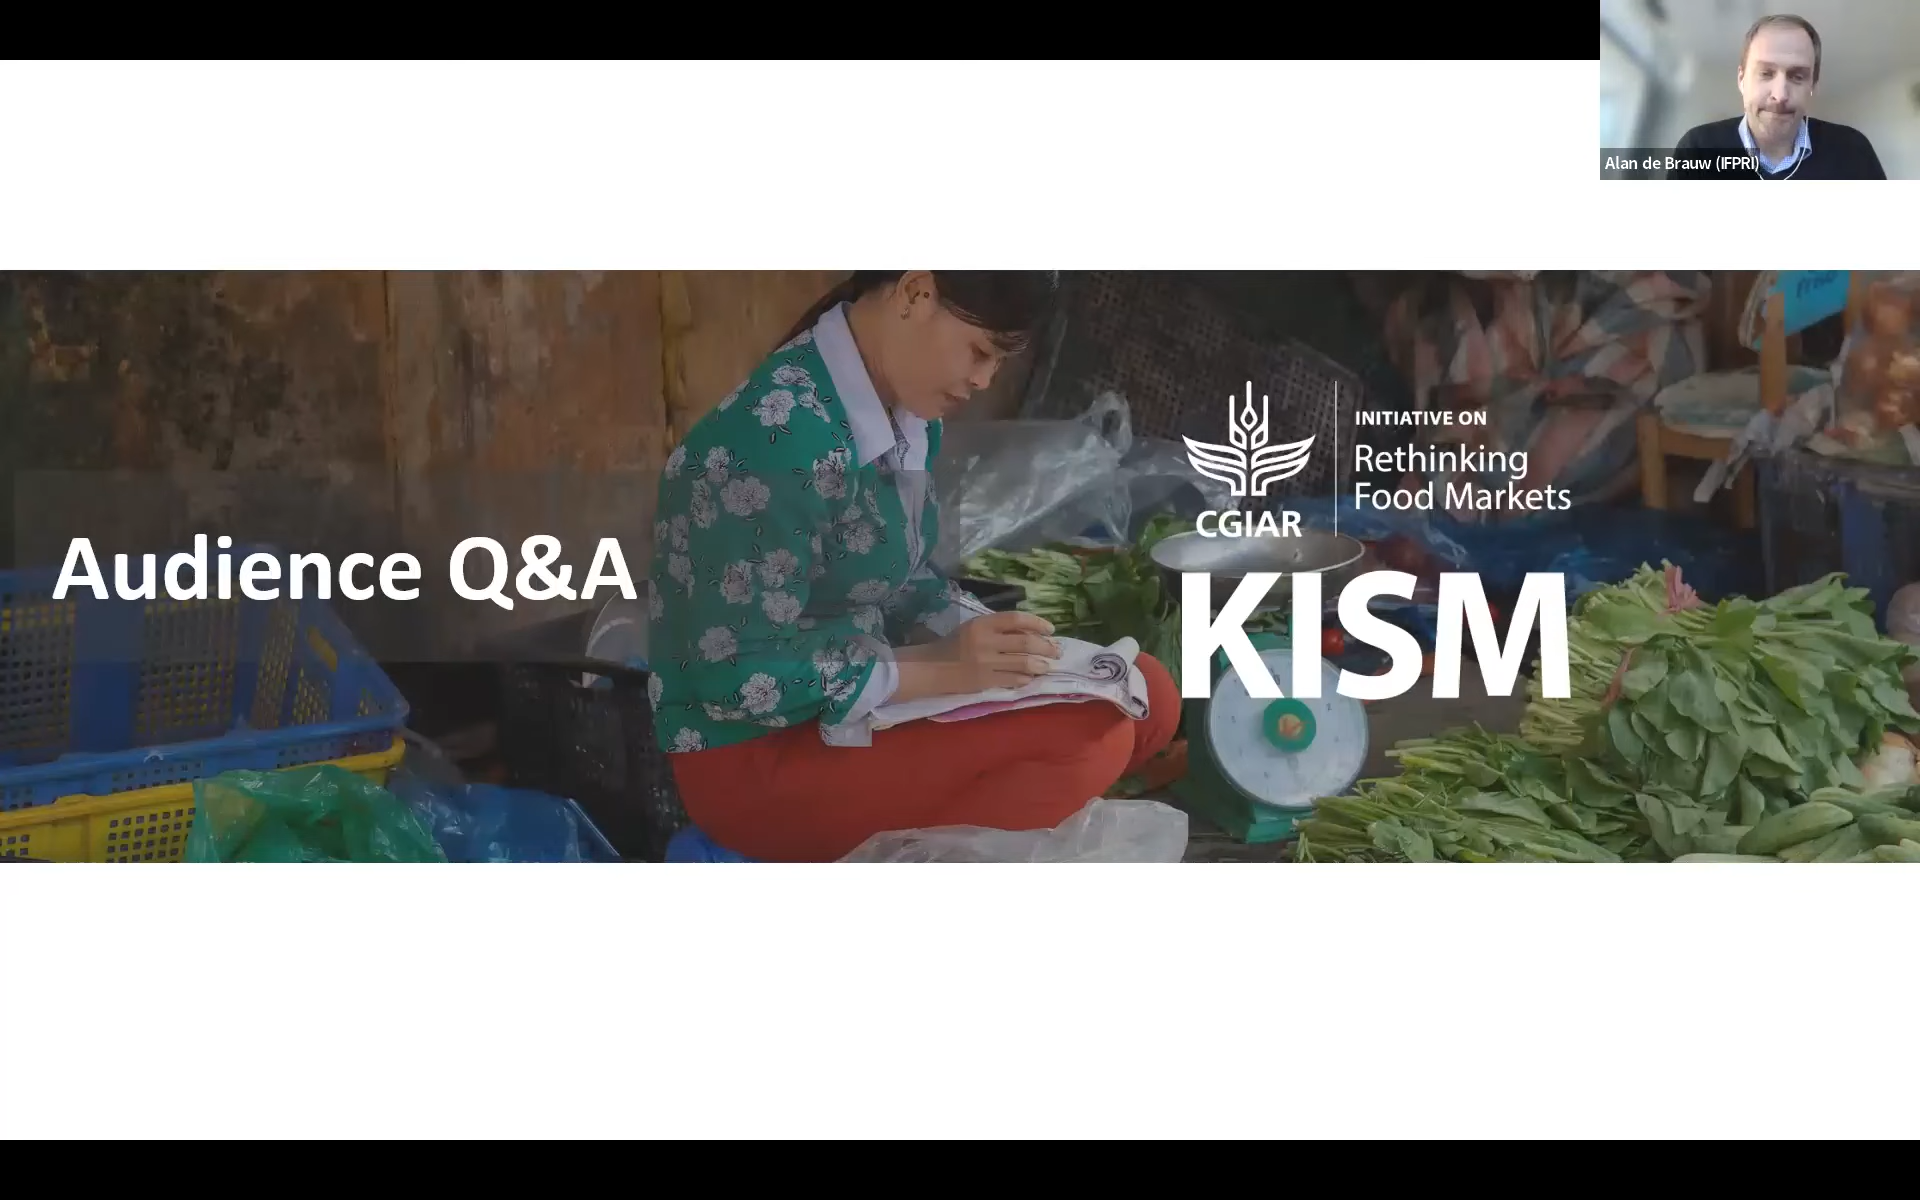 Alan de Brauw (IFPRI)
Audience Q&A
CGIAR
INITIATIVE ON
Rethinking
Food Markets
KISM